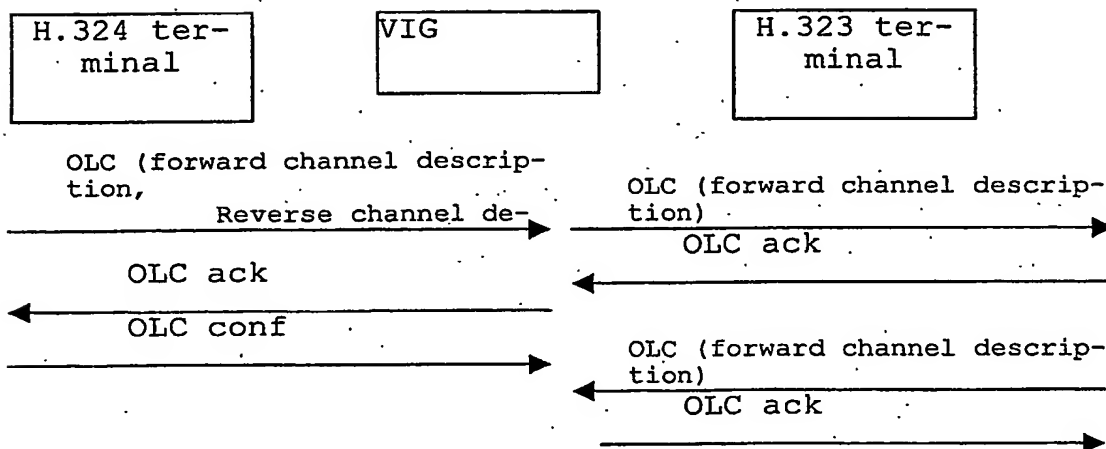 H.324 ter-
minal
VIG
H.323 ter-
minal
OLC (forward channel descrip-
tion,
Reverse channel de-
OLC (forward channel descrip-
tion)
OLC ack
OLC ack
OLC conf
OLC (forward channel descrip-
tion)
OLC ack